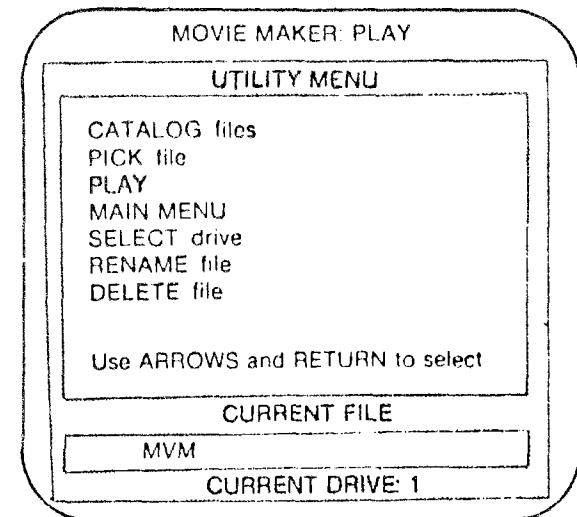 MOVIE MAKER: PLAY
UTILITY MENU
CATALOG files
PICK file
PLAY
MAIN MENU
SELECT drive
RENAME file
DELETE file
Use ARROWS and RETURN to select
CURRENT FILE
MVM
CURRENT DRIVE: 1